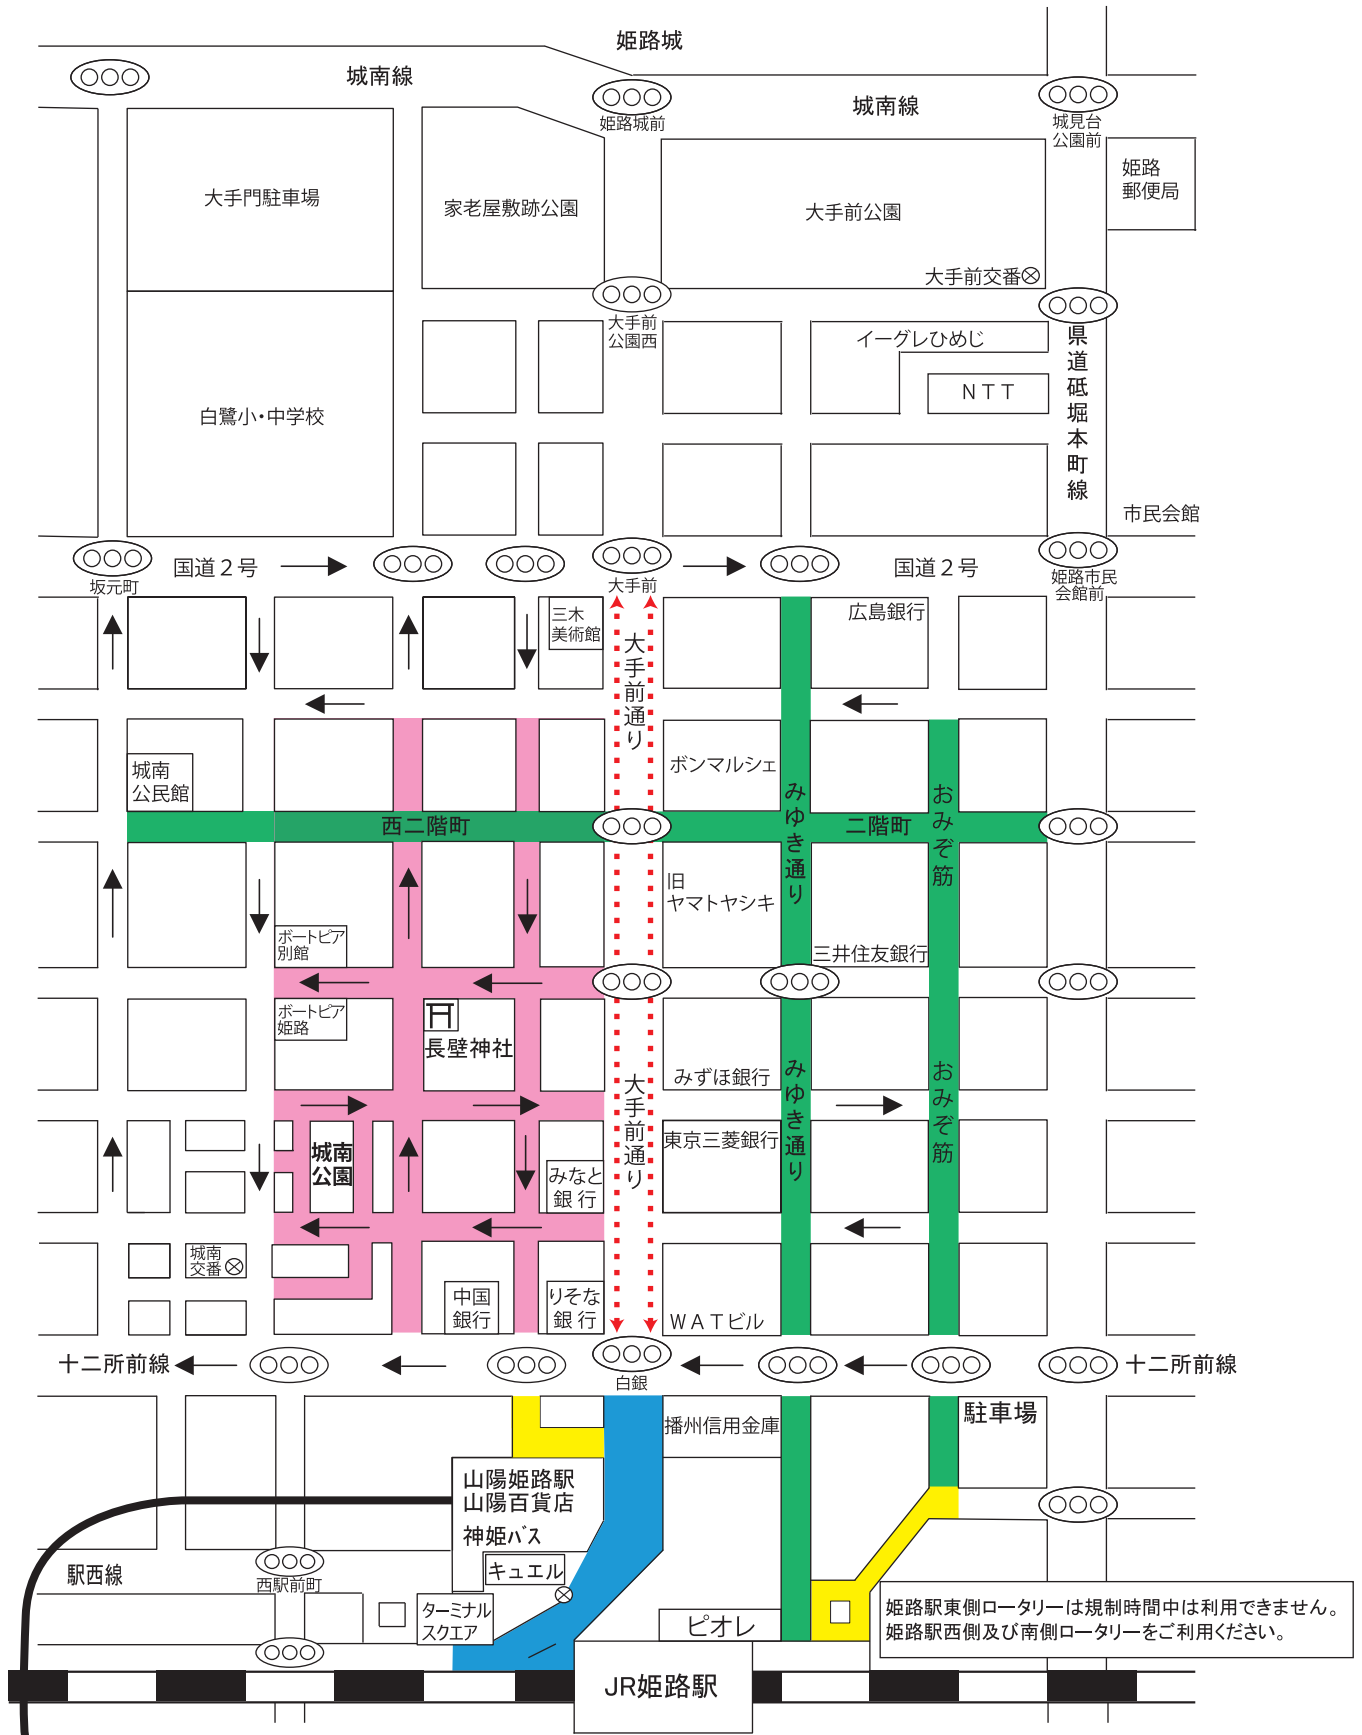 姫路城
城南線
姫路城前
城南線
城見台
公園前
大手門駐車場
家老屋敷跡公園
大手前公園
姫路
郵便局
大手前交番
大手前
公園西
イーグレひめじ
NTT
県道砥堀本町線
白鷺小・中学校
市民会館
坂元町
国道2号
大手前
国道2号
姫路市民
会館前
三木
美術館
大手前通り
広島銀行
城南
公民館
ボンマルシェ
西二階町
みゆき通り
二階町
おみぞ筋
旧
ヤマトヤシキ
ボートピア
別館
三井住友銀行
ボートピア
姫路
長壁神社
みずほ銀行
大手前通り
みゆき通り
おみぞ筋
城南
公園
東京三菱銀行
みなと
銀行
城南
交番
中国
銀行
りそな
銀行
WATビル
十二所前線
白銀
十二所前線
播州信用金庫
駐車場
山陽姫路駅
山陽百貨店
神姫バス
キュエル
駅西線
西駅前町
ターミナル
スクエア
ピオレ
姫路駅東側ロータリーは規制時間中は利用できません。
姫路駅西側及び南側ロータリーをご利用ください。
JR姫路駅